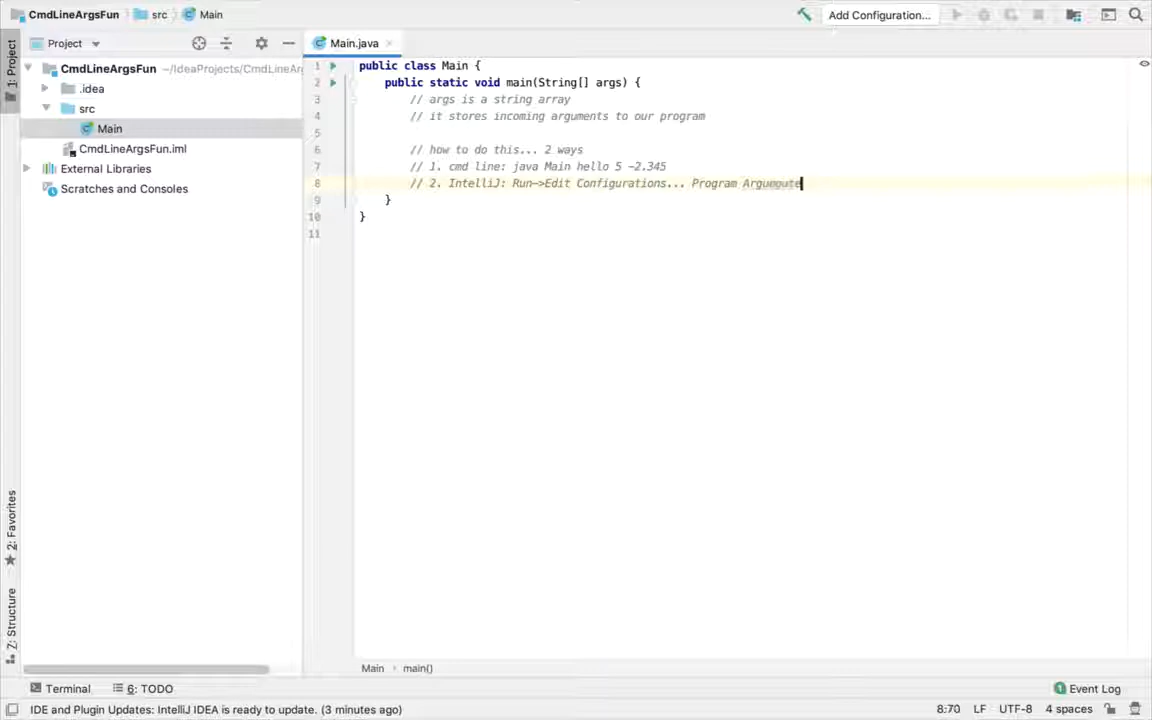 CmdLineArgsFun src Main
Add Configuration...
1: Project
Project
Main.java
CmdLineArgsFun ~/IdeaProjects/CmdLineAr
.idea
src
Main
CmdLineArgsFun.iml
External Libraries
Scratches and Consoles
1 public class Main {
2 public static void main(String[] args) {
3 // args is a string array
4 // it stores incoming arguments to our program
5
6 // how to do this... 2 ways
7 // 1. cmd line: java Main hello 5 -2.345
8 // 2. IntelliJ: Run->Edit Configurations... Program
9 }
10 }
11
2: Favorites
Z: Structure
Main main()
Terminal 6: TODO
1 Event Log
IDE and Plugin Updates: IntelliJ IDEA is ready to update. (3 minutes ago)
8:70 LF UTF-8 4 spaces